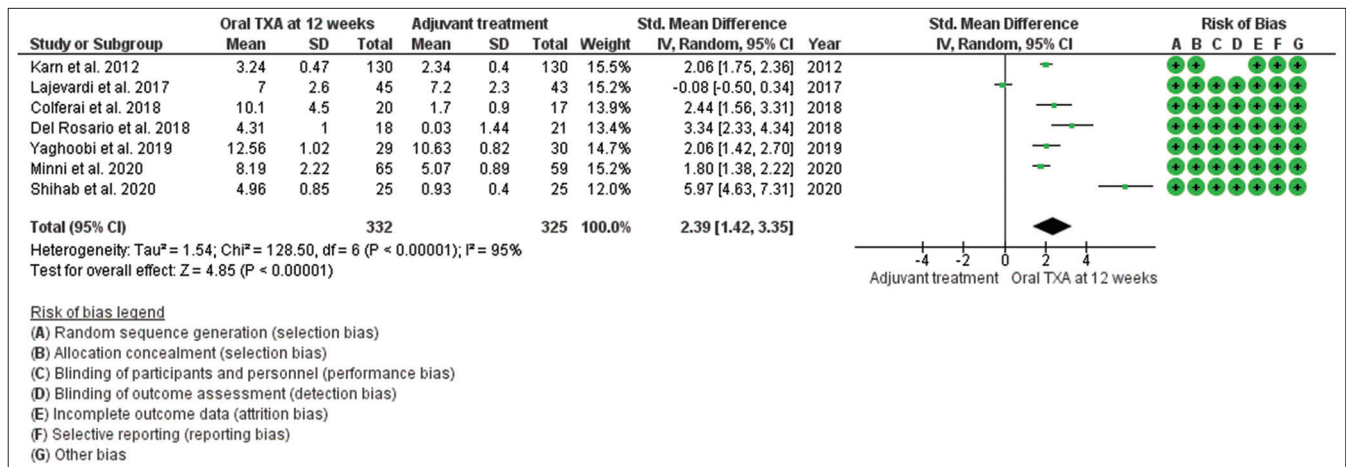 Oral TXA at 12 weeks Adjuvant treatment Std. Mean Difference Std. Mean Difference Risk of Bias
Study or Subgroup Mean SD Total Mean SD Total Weight IV, Random, 95% CI Year IV, Random, 95% CI A B C D E F G
Karn et al. 2012 3.24 0.47 130 2.34 0.4 130 15.5% 2.06 [1.75, 2.36] 2012
Lajevardi et al. 2017 7 2.6 45 7.2 2.3 43 15.2% -0.08 [-0.50, 0.34] 2017
Colferai et al. 2018 10.1 4.5 20 1.7 0.9 17 13.9% 2.44 [1.56, 3.31] 2018
Del Rosario et al. 2018 4.31 1 18 0.03 1.44 21 13.4% 3.34 [2.33, 4.34] 2018
Yaghoobi et al. 2019 12.56 1.02 29 10.63 0.82 30 14.7% 2.06 [1.42, 2.70] 2019
Minni et al. 2020 8.19 2.22 65 5.07 0.89 59 15.2% 1.80 [1.38, 2.22] 2020
Shihab et al. 2020 4.96 0.85 25 0.93 0.4 25 12.0% 5.97 [4.63, 7.31] 2020
Total (95% CI) 332 325 100.0% 2.39 [1.42, 3.35]
Heterogeneity: Tau² = 1.54; Chi² = 128.50, df = 6 (P < 0.00001); I² = 95%
Test for overall effect: Z = 4.85 (P < 0.00001)
-4 -2 0 2 4
Adjuvant treatment Oral TXA at 12 weeks
Risk of bias legend
(A) Random sequence generation (selection bias)
(B) Allocation concealment (selection bias)
(C) Blinding of participants and personnel (performance bias)
(D) Blinding of outcome assessment (detection bias)
(E) Incomplete outcome data (attrition bias)
(F) Selective reporting (reporting bias)
(G) Other bias